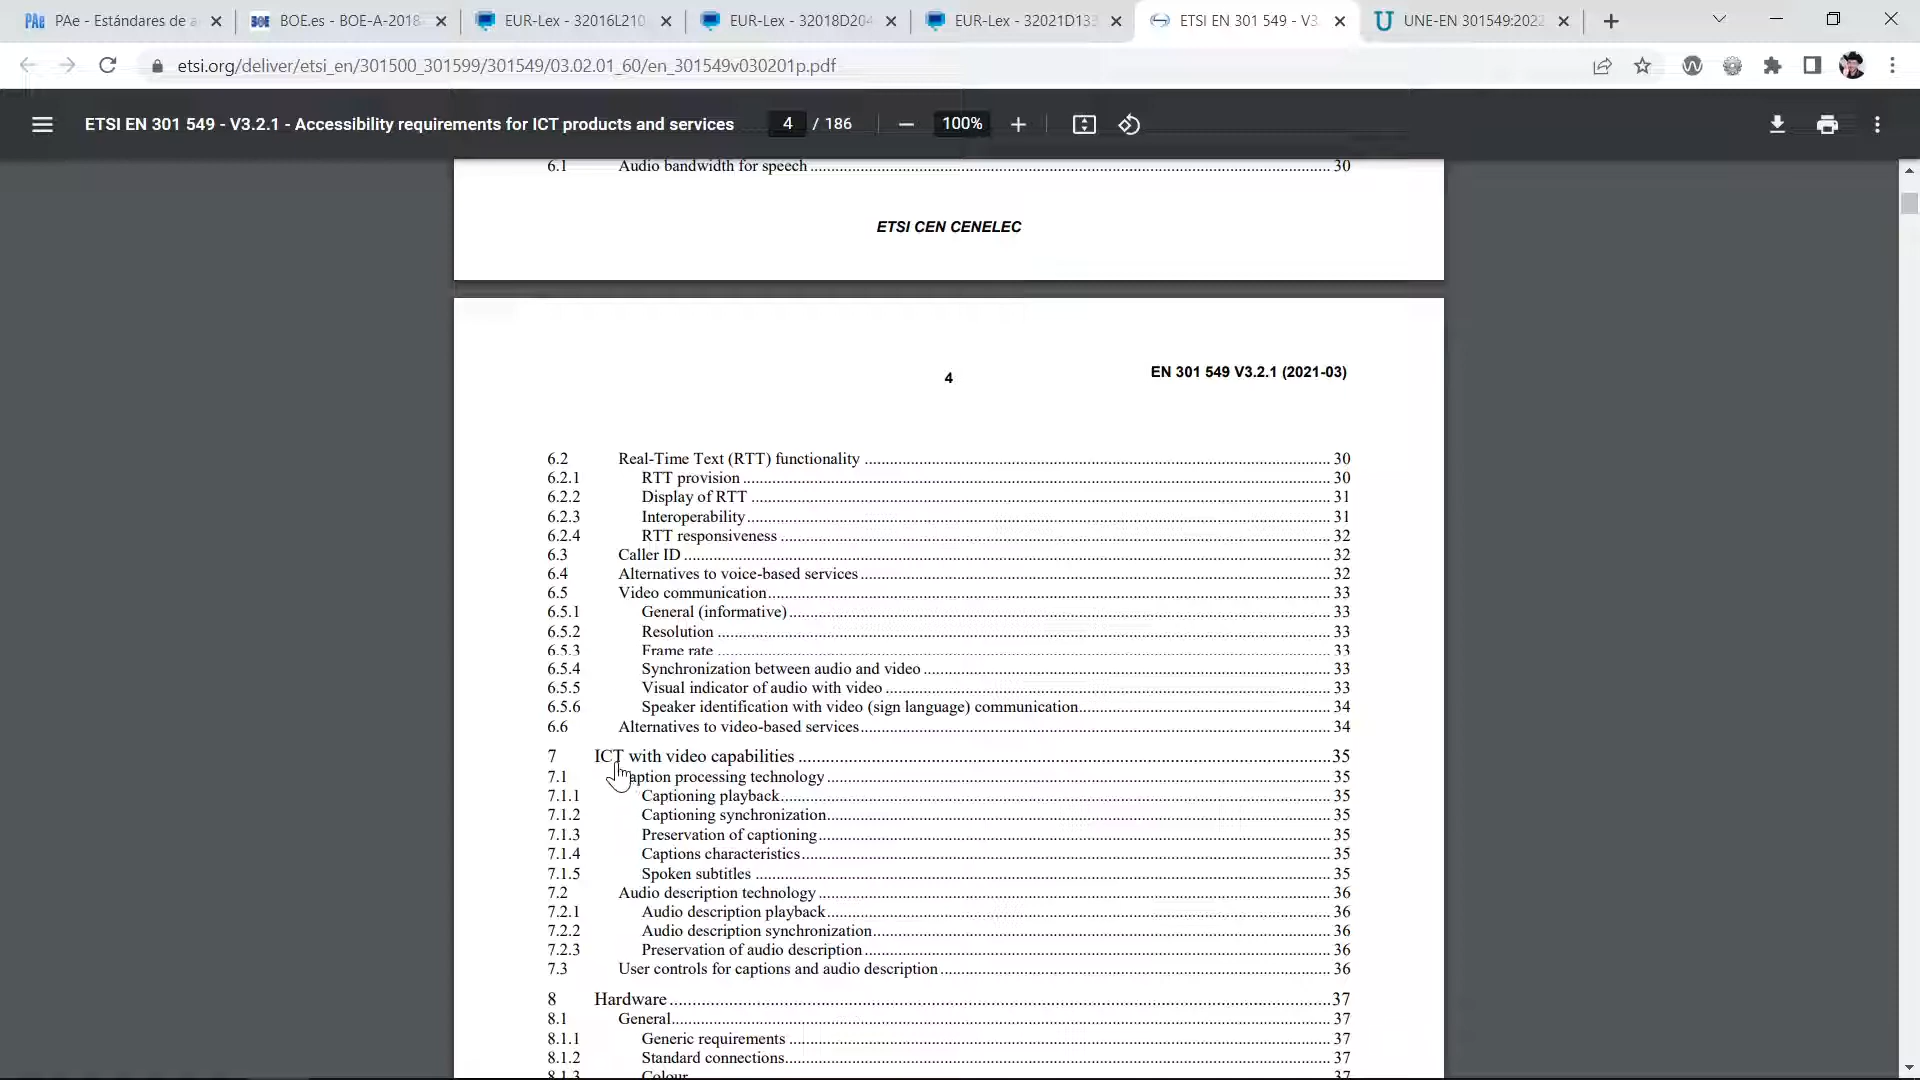 PAe PAe - Estándares de a
BOE BOE.es - BOE-A-2018-
EUR-Lex - 32016L210
EUR-Lex - 32018D204
EUR-Lex - 32021D133
ETSI EN 301 549 - V3.
UNE-EN 301549:2022
etsi.org/deliver/etsi_en/301500_301599/301549/03.02.01_60/en_301549v030201p.pdf
ETSI EN 301 549 - V3.2.1 - Accessibility requirements for ICT products and services 4 / 186 100%
6.1 Audio bandwidth for speech 30
ETSI CEN CENELEC
4 EN 301 549 V3.2.1 (2021-03)
6.2 Real-Time Text (RTT) functionality 30
6.2.1 RTT provision 30
6.2.2 Display of RTT 31
6.2.3 Interoperability 31
6.2.4 RTT responsiveness 32
6.3 Caller ID 32
6.4 Alternatives to voice-based services 32
6.5 Video communication 33
6.5.1 General (informative) 33
6.5.2 Resolution 33
6.5.3 Frame rate 33
6.5.4 Synchronization between audio and video 33
6.5.5 Visual indicator of audio with video 33
6.5.6 Speaker identification with video (sign language) communication 34
6.6 Alternatives to video-based services 34
7 ICT with video capabilities 35
7.1 Caption processing technology 35
7.1.1 Captioning playback 35
7.1.2 Captioning synchronization 35
7.1.3 Preservation of captioning 35
7.1.4 Captions characteristics 35
7.1.5 Spoken subtitles 35
7.2 Audio description technology 36
7.2.1 Audio description playback 36
7.2.2 Audio description synchronization 36
7.2.3 Preservation of audio description 36
7.3 User controls for captions and audio description 36
8 Hardware 37
8.1 General 37
8.1.1 Generic requirements 37
8.1.2 Standard connections 37
8.1.3 Colour 37